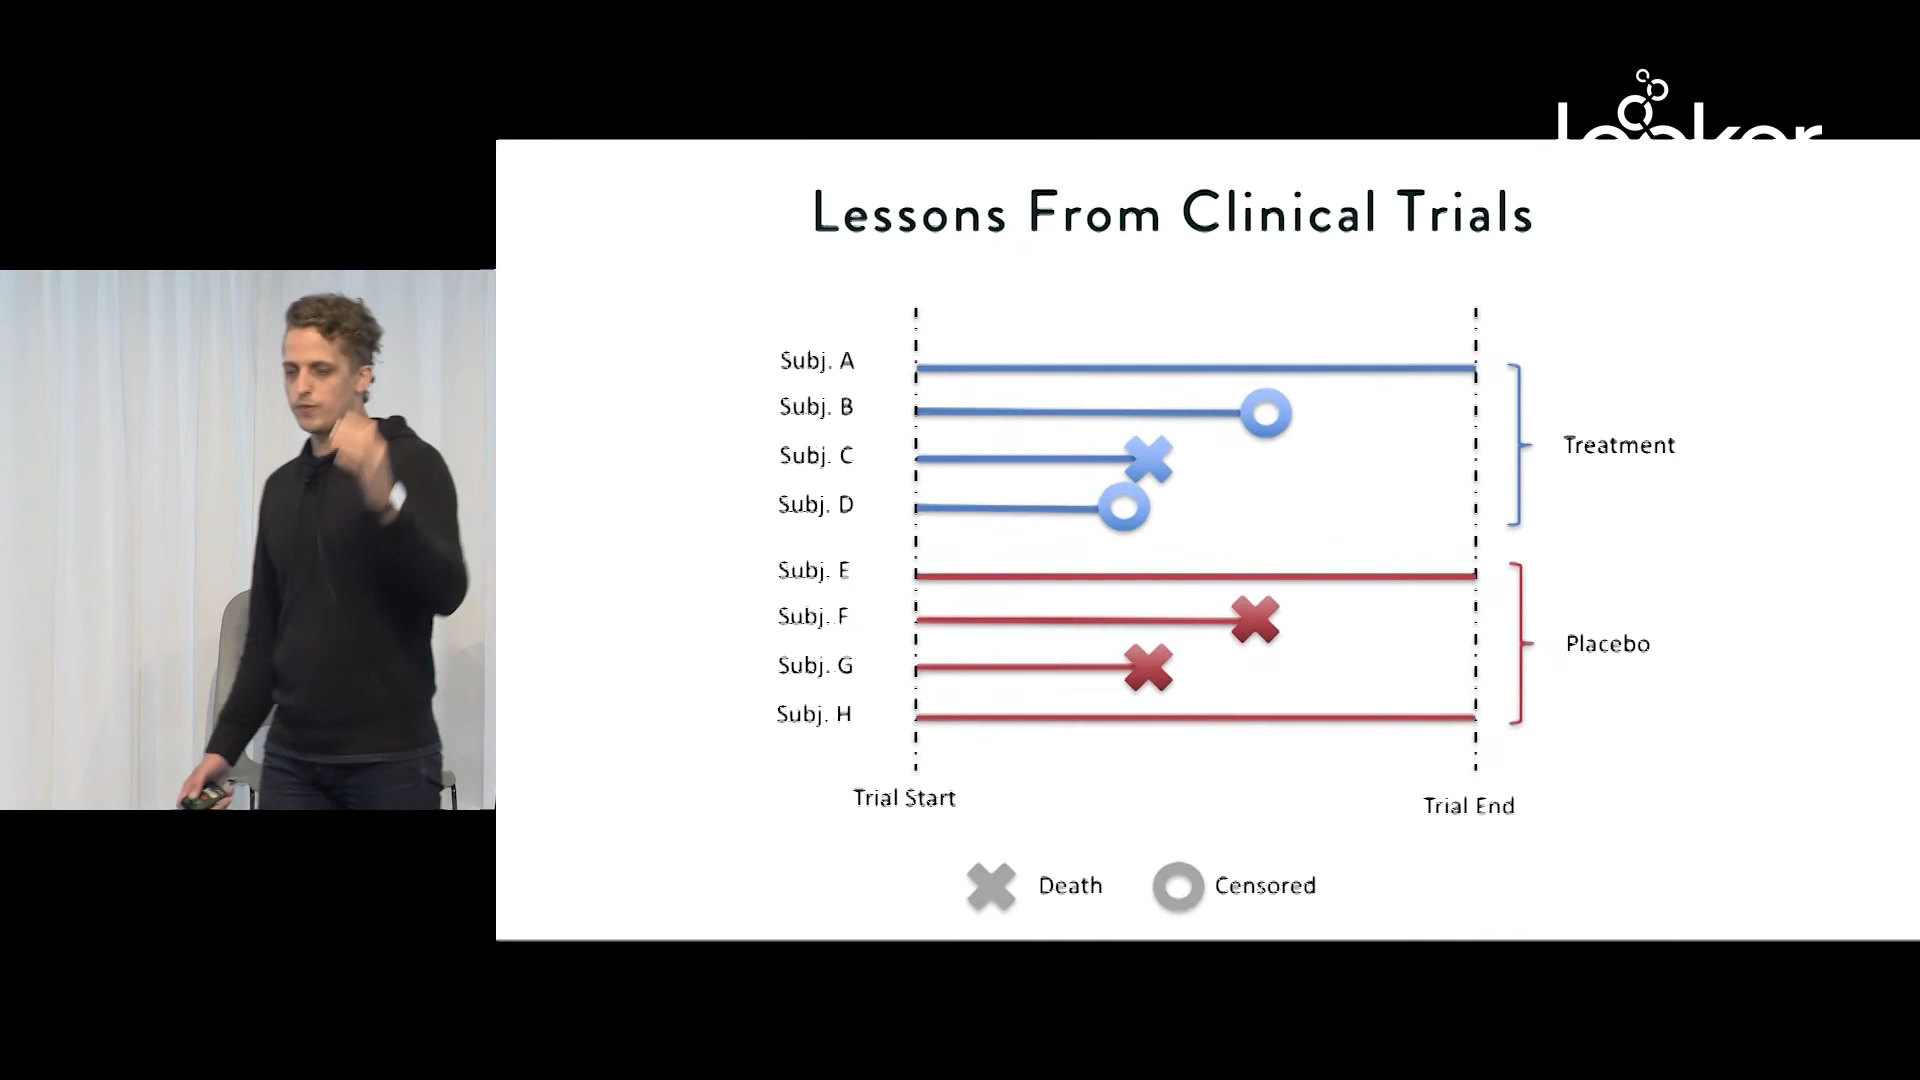 looker
Lessons From Clinical Trials
Subj. A
Subj. B
Subj. C
Subj. D
Treatment
Subj. E
Subj. F
Subj. G
Subj. H
Placebo
Trial Start
Trial End
Death
Censored